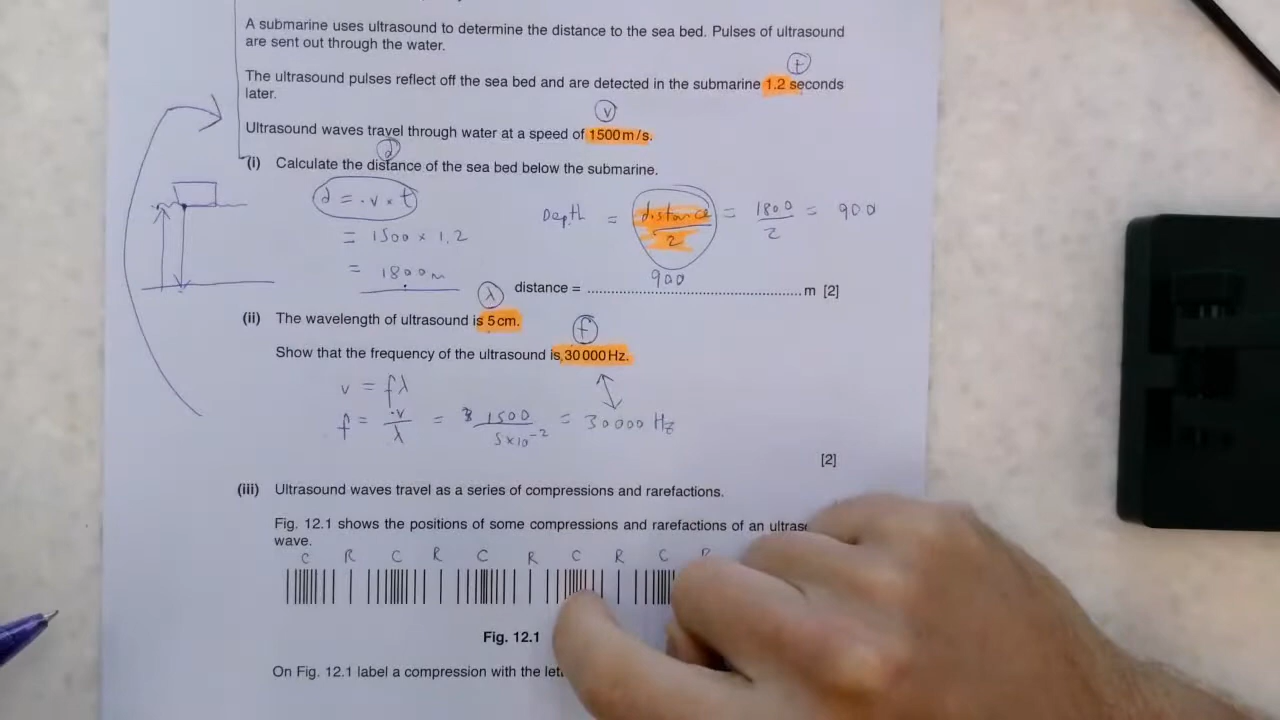 A submarine uses ultrasound to determine the distance to the sea bed. Pulses of ultrasound
are sent out through the water.
t
The ultrasound pulses reflect off the sea bed and are detected in the submarine 1.2 seconds
later.
v
Ultrasound waves travel through water at a speed of 1500 m/s.
d
(i) Calculate the distance of the sea bed below the submarine.
d = v × t
= 1500 × 1,2
= 1800m
Depth = distance/2 = 1800/2 = 900
900
distance = ................................................ m [2]
λ
(ii) The wavelength of ultrasound is 5 cm.
f
Show that the frequency of the ultrasound is 30 000 Hz.
v = fλ
f = v/λ = 1500/5×10⁻² = 30000 Hz
[2]
(iii) Ultrasound waves travel as a series of compressions and rarefactions.
Fig. 12.1 shows the positions of some compressions and rarefactions of an
wave.
C R C R C R C R C R
Fig. 12.1
On Fig. 12.1 label a compression with the